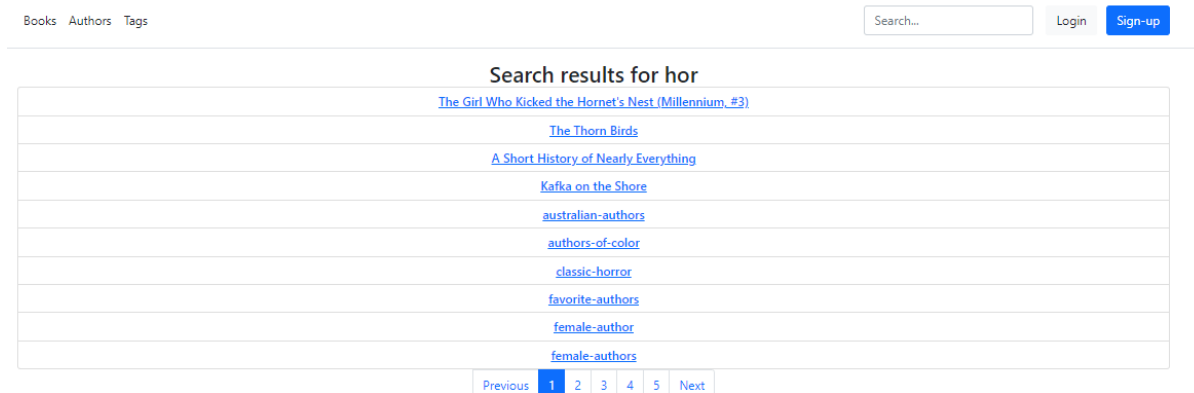 Books Authors Tags Search... Login Sign-up
Search results for hor
The Girl Who Kicked the Hornet's Nest (Millennium, #3)
The Thorn Birds
A Short History of Nearly Everything
Kafka on the Shore
australian-authors
authors-of-color
classic-horror
favorite-authors
female-author
female-authors
Previous 1 2 3 4 5 Next